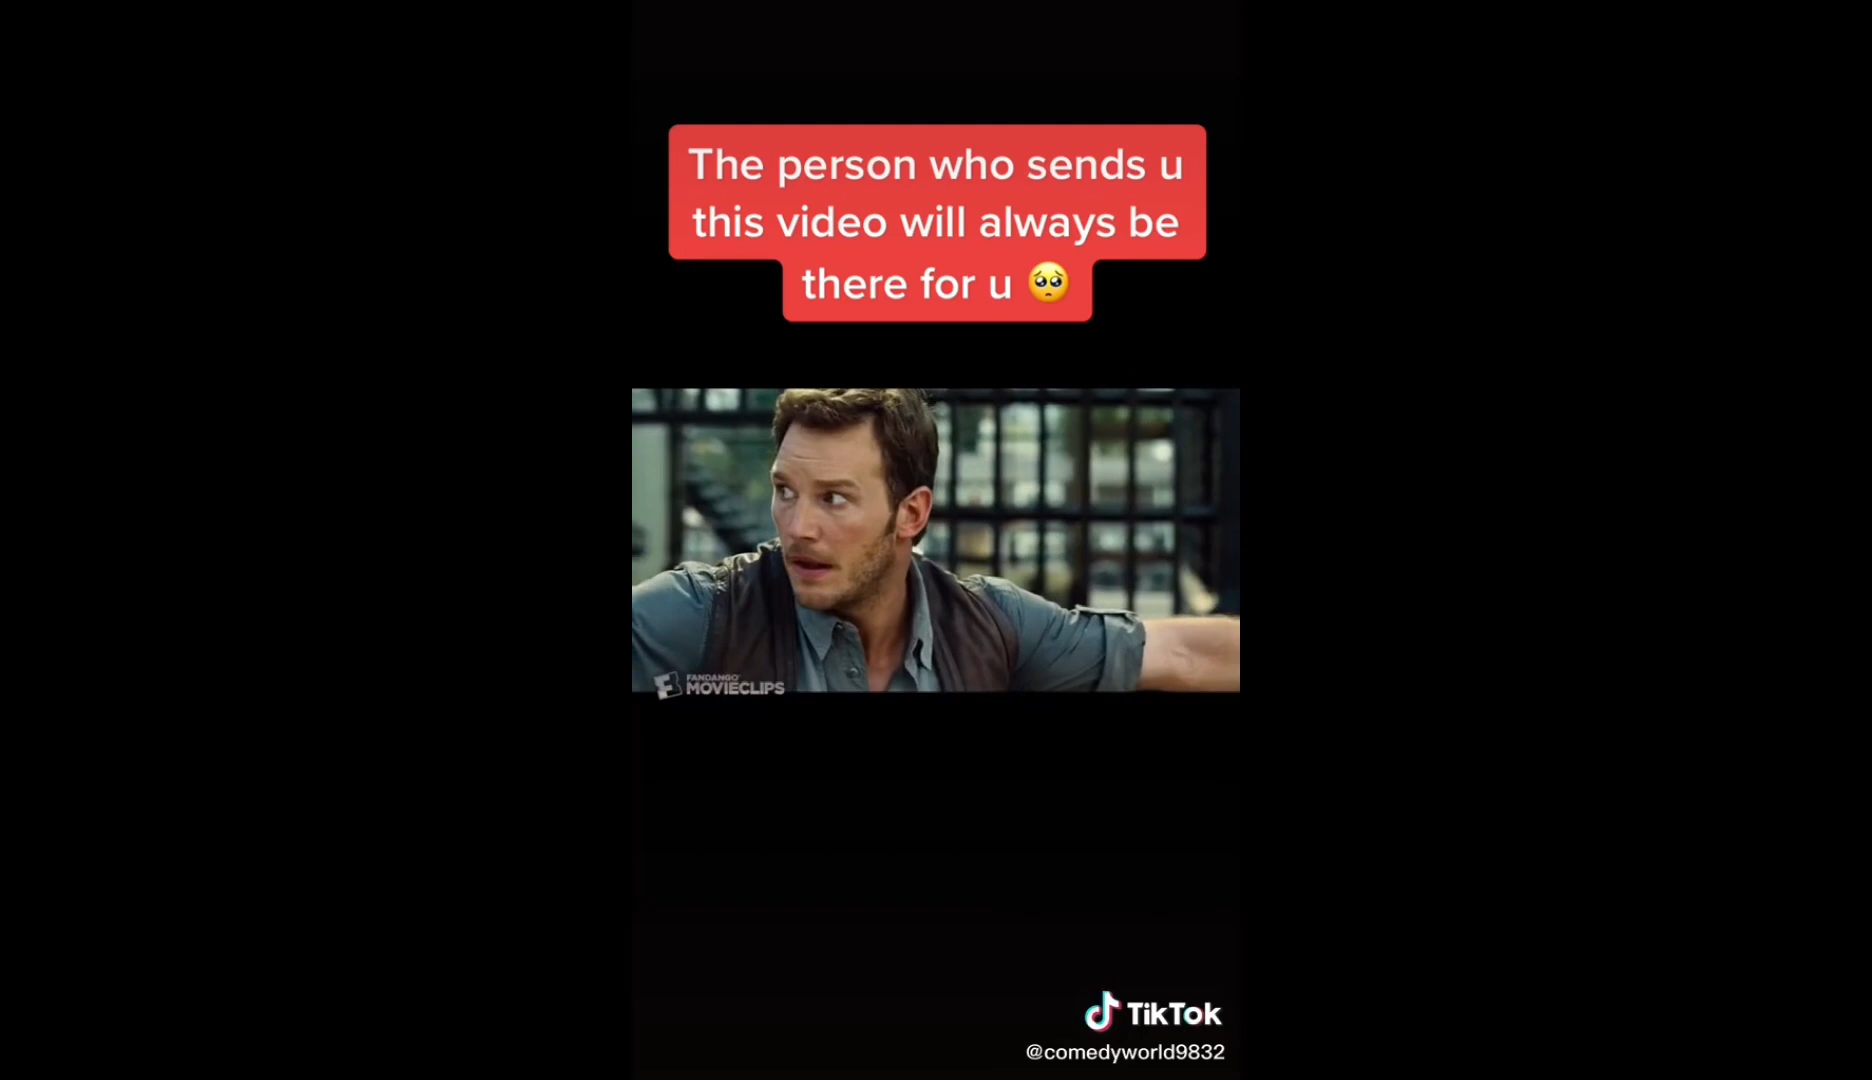 The person who sends u
this video will always be
there for u 🥺
FANDANGO
MOVIECLIPS
TikTok
@comedyworld9832